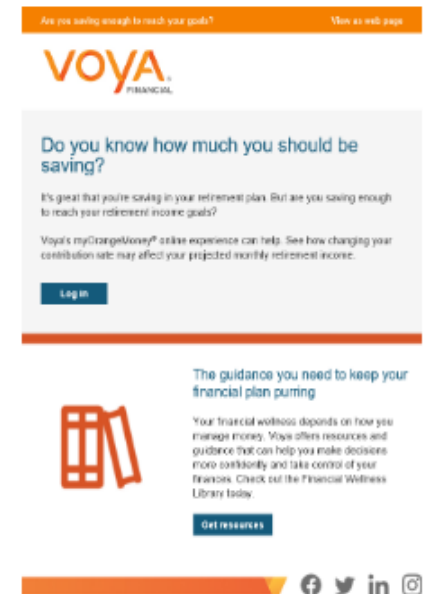 Are you saving enough to reach your goals? View as web page
VOYA
FINANCIAL
Do you know how much you should be
saving?
It's great that you're saving in your retirement plan. But are you saving enough
to reach your retirement income goals?
Voya's myOrangeMoney® online experience can help. See how changing your
contribution rate may affect your projected monthly retirement income.
Log in
The guidance you need to keep your
financial plan purring
Your financial wellness depends on how you
manage money. Voya offers resources and
guidance that can help you make decisions
more confidently and take control of your
finances. Check out the Financial Wellness
Library today.
Get resources